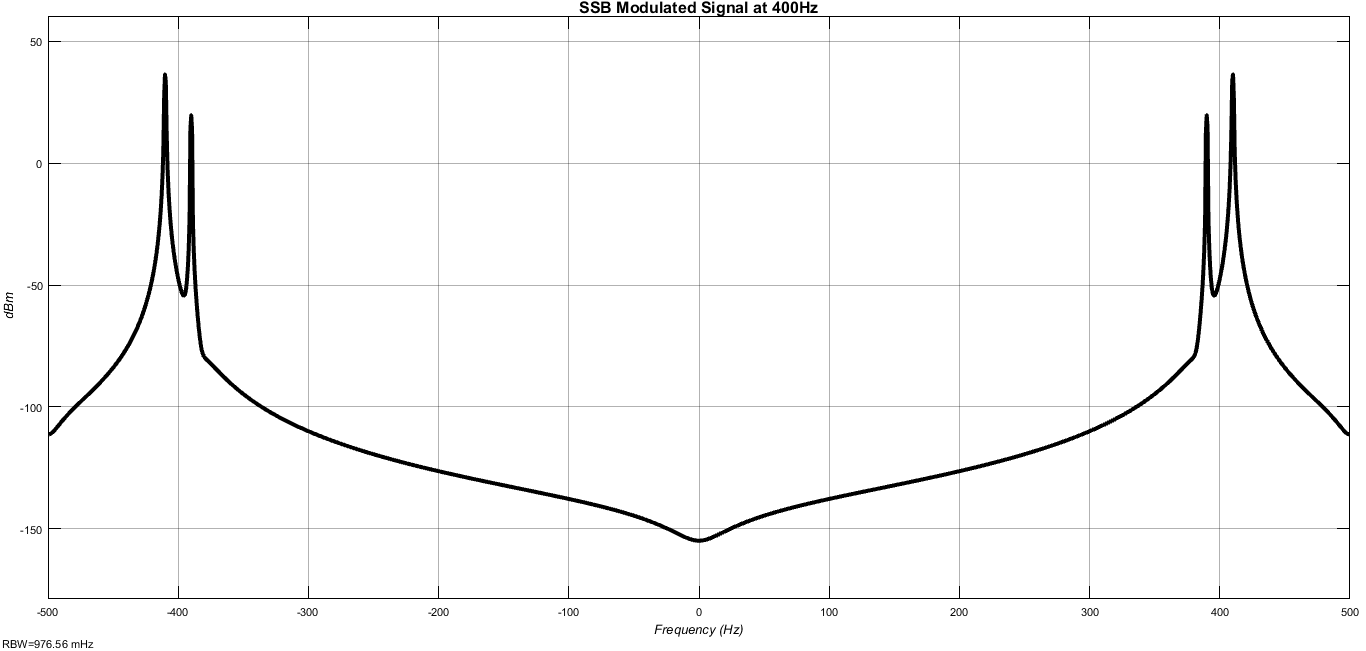 SSB Modulated Signal at 400Hz
50
0
-50
-100
-150
dBm
-500 -400 -300 -200 -100 0 100 200 300 400 500
Frequency (Hz)
RBW=976.56 mHz